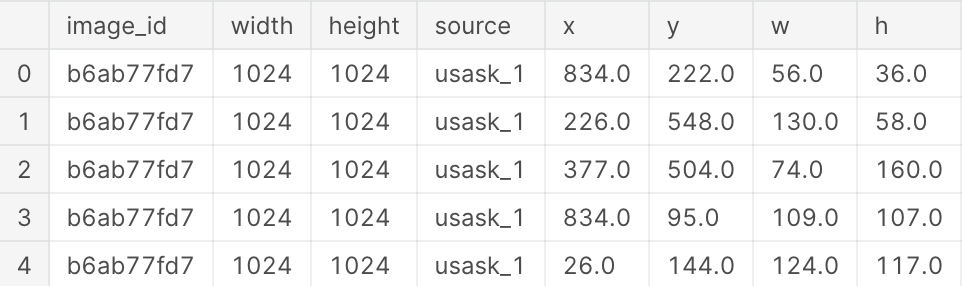 image_id width height source x y w h
0 b6ab77fd7 1024 1024 usask_1 834.0 222.0 56.0 36.0
1 b6ab77fd7 1024 1024 usask_1 226.0 548.0 130.0 58.0
2 b6ab77fd7 1024 1024 usask_1 377.0 504.0 74.0 160.0
3 b6ab77fd7 1024 1024 usask_1 834.0 95.0 109.0 107.0
4 b6ab77fd7 1024 1024 usask_1 26.0 144.0 124.0 117.0